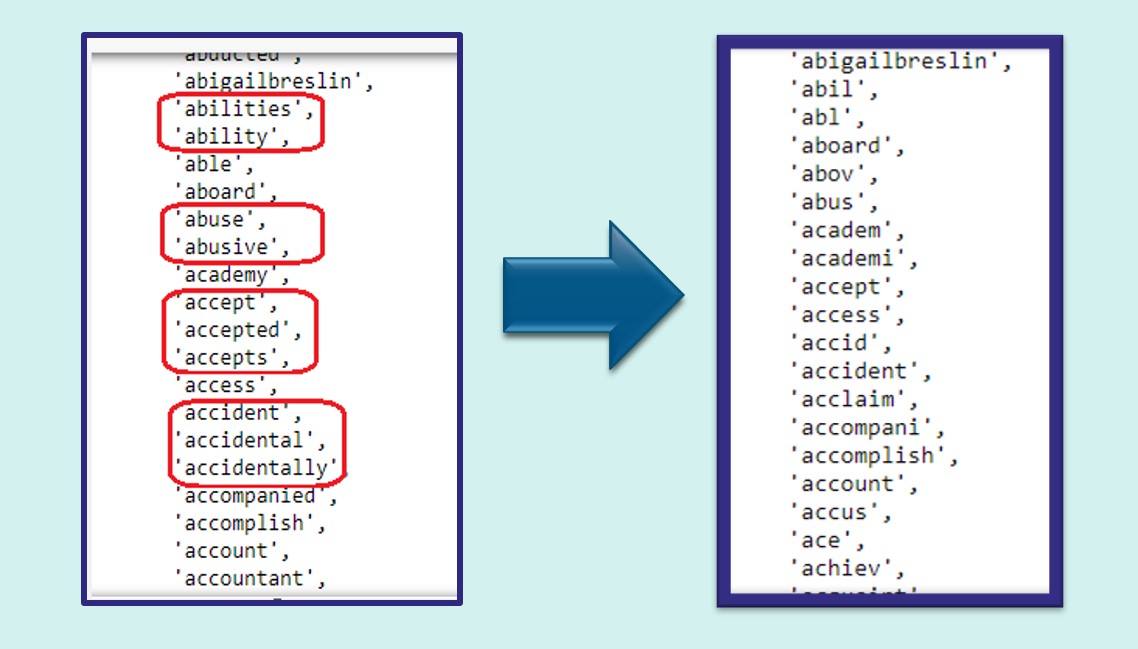 'abducted',
'abigailbreslin',
'abilities',
'ability',
'able',
'aboard',
'abuse',
'abusive',
'academy',
'accept',
'accepted',
'accepts',
'access',
'accident',
'accidental',
'accidentally'
'accompanied',
'accomplish',
'account',
'accountant',
'abigailbreslin',
'abil',
'abl',
'aboard',
'abov',
'abus',
'academ',
'academi',
'accept',
'access',
'accid',
'accident',
'acclaim',
'accompani',
'accomplish',
'account',
'accus',
'ace',
'achiev',